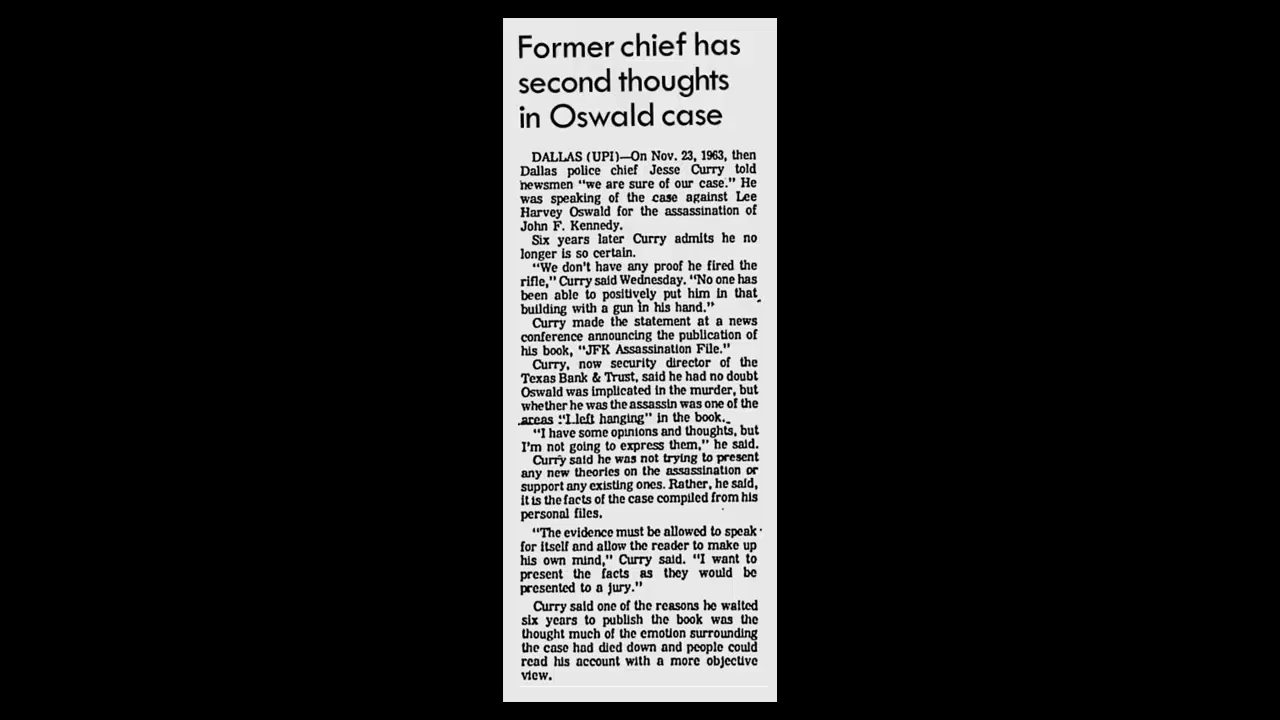 Former chief has
second thoughts
in Oswald case
DALLAS (UPI)—On Nov. 23, 1963, then
Dallas police chief Jesse Curry told
newsmen "we are sure of our case." He
was speaking of the case against Lee
Harvey Oswald for the assassination of
John F. Kennedy.
Six years later Curry admits he no
longer is so certain.
"We don't have any proof he fired the
rifle," Curry said Wednesday. "No one has
been able to positively put him in that
building with a gun in his hand."
Curry made the statement at a news
conference announcing the publication of
his book, "JFK Assassination File."
Curry, now security director of the
Texas Bank & Trust, said he had no doubt
Oswald was implicated in the murder, but
whether he was the assassin was one of the
areas "I left hanging" in the book.
"I have some opinions and thoughts, but
I'm not going to express them," he said.
Curry said he was not trying to present
any new theories on the assassination or
support any existing ones. Rather, he said,
it is the facts of the case compiled from his
personal files.
"The evidence must be allowed to speak
for itself and allow the reader to make up
his own mind," Curry said. "I want to
present the facts as they would be
presented to a jury."
Curry said one of the reasons he waited
six years to publish the book was the
thought much of the emotion surrounding
the case had died down and people could
read his account with a more objective
view.